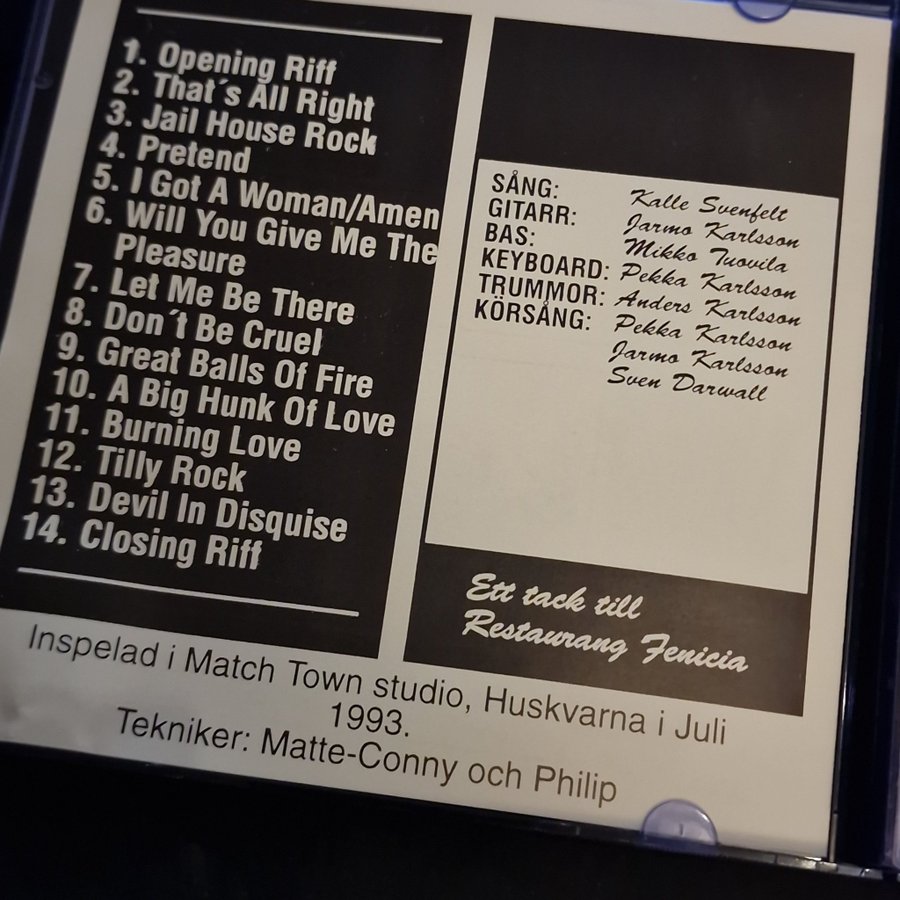 1. Opening Riff
2. That´s All Right
3. Jail House Rock
4. Pretend
5. I Got A Woman/Amen
6. Will You Give Me The
Pleasure
7. Let Me Be There
8. Don´t Be Cruel
9. Great Balls Of Fire
10. A Big Hunk Of Love
11. Burning Love
12. Tilly Rock
13. Devil In Disquise
14. Closing Riff
SÅNG: Kalle Svenfelt
GITARR: Jarmo Karlsson
BAS: Mikko Tuovila
KEYBOARD: Pekka Karlsson
TRUMMOR: Anders Karlsson
KÖRSÅNG: Pekka Karlsson
Jarmo Karlsson
Sven Darwall
Ett tack till
Restaurang Fenicia
Inspelad i Match Town studio, Huskvarna i Juli
1993.
Tekniker: Matte-Conny och Philip